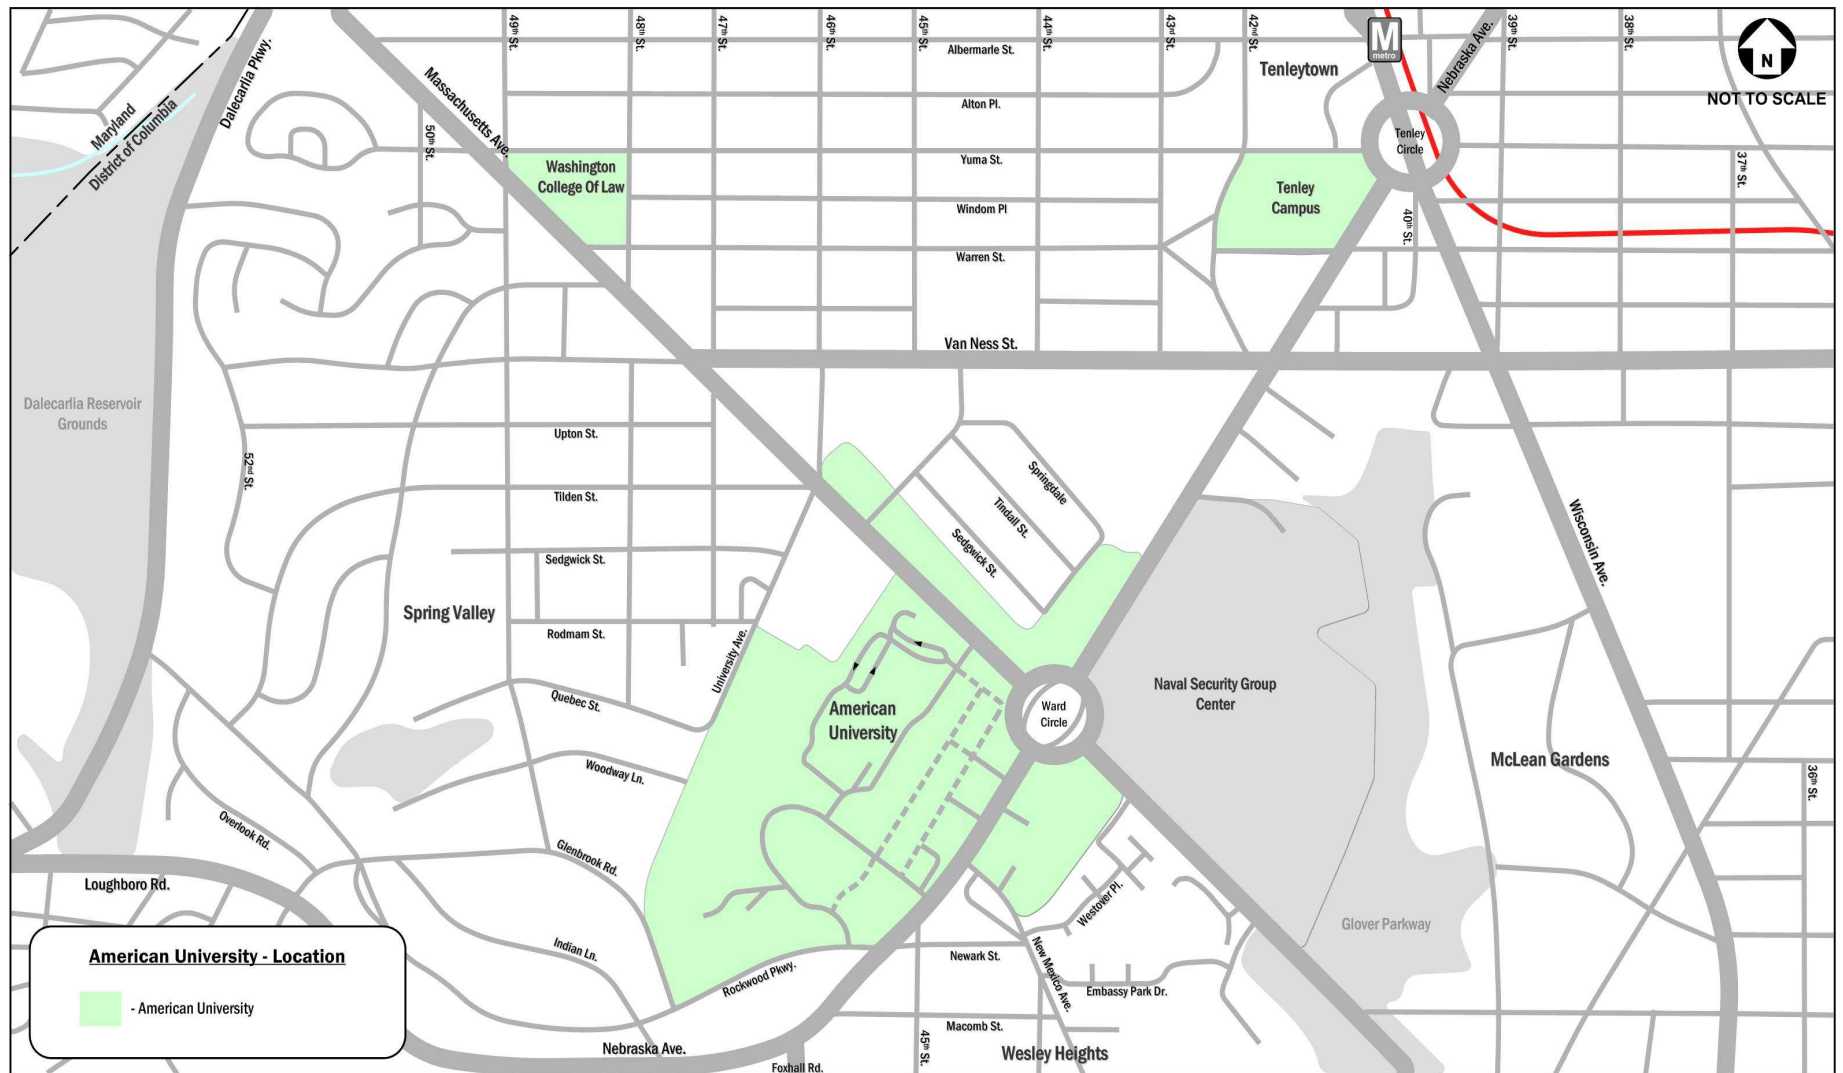 49th St.
48th St.
47th St.
46th St.
45th St.
44th St.
43rd St.
42nd St.
M
metro
Nebraska Ave.
39th St.
38th St.
N
NOT TO SCALE
Albermarle St.
Tenleytown
Alton Pl.
Massachusetts Ave.
Dalecarlia Pkwy.
Maryland
District of Columbia
50th St.
Washington
College Of Law
Yuma St.
Tenley
Circle
37th St.
Tenley
Campus
Windom Pl
40th St.
Warren St.
Van Ness St.
Dalecarlia Reservoir
Grounds
Upton St.
52nd St.
Tilden St.
Springdale
Tindall St.
Sedgwick St.
Wisconsin Ave.
Sedgwick St.
Spring Valley
Rodmam St.
University Ave.
Quebec St.
American
University
Ward
Circle
Naval Security Group
Center
McLean Gardens
Woodway Ln.
36th St.
Overlook Rd.
Glenbrook Rd.
Loughboro Rd.
Westover Pl.
Glover Parkway
American University - Location
- American University
Indian Ln.
Rockwood Pkwy.
Newark St.
New Mexico Ave.
Embassy Park Dr.
Macomb St.
45th St.
Wesley Heights
Nebraska Ave.
Foxhall Rd.